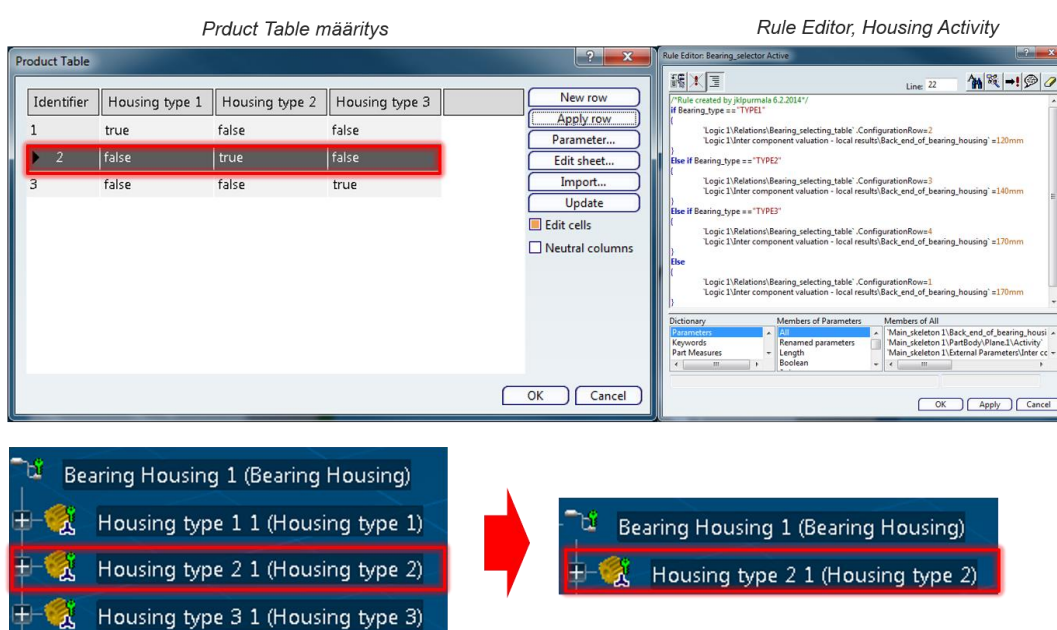 Prduct Table määritys
Rule Editor, Housing Activity
Product Table
Identifier Housing type 1 Housing type 2 Housing type 3
1 true false false
2 false true false
3 false false true
New row
Apply row
Parameter...
Edit sheet...
Import...
Update
Edit cells
Neutral columns
OK Cancel
Rule Editor: Bearing_selector Active
Line: 22
/*Rule created by jklpurmala 6.2.2014*/
if Bearing_type =="TYPE1"
{
`Logic 1\Relations\Bearing_selecting_table` .ConfigurationRow=2
`Logic 1\Inter component valuation - local results\Back_end_of_bearing_housing` =120mm
}
Else if Bearing_type =="TYPE2"
{
`Logic 1\Relations\Bearing_selecting_table` .ConfigurationRow=3
`Logic 1\Inter component valuation - local results\Back_end_of_bearing_housing` =140mm
}
Else if Bearing_type =="TYPE3"
{
`Logic 1\Relations\Bearing_selecting_table` .ConfigurationRow=4
`Logic 1\Inter component valuation - local results\Back_end_of_bearing_housing` =170mm
}
Else
{
`Logic 1\Relations\Bearing_selecting_table` .ConfigurationRow=1
`Logic 1\Inter component valuation - local results\Back_end_of_bearing_housing` =170mm
}
Dictionary Members of Parameters Members of All
Parameters All `Main_skeleton 1\Back_end_of_bearing_housi
Keywords Renamed parameters `Main_skeleton 1\PartBody\Plane.1\Activity`
Part Measures Length `Main_skeleton 1\External Parameters\Inter cc
Boolean
OK Apply Cancel
Bearing Housing 1 (Bearing Housing)
Housing type 1 1 (Housing type 1)
Housing type 2 1 (Housing type 2)
Housing type 3 1 (Housing type 3)
Bearing Housing 1 (Bearing Housing)
Housing type 2 1 (Housing type 2)